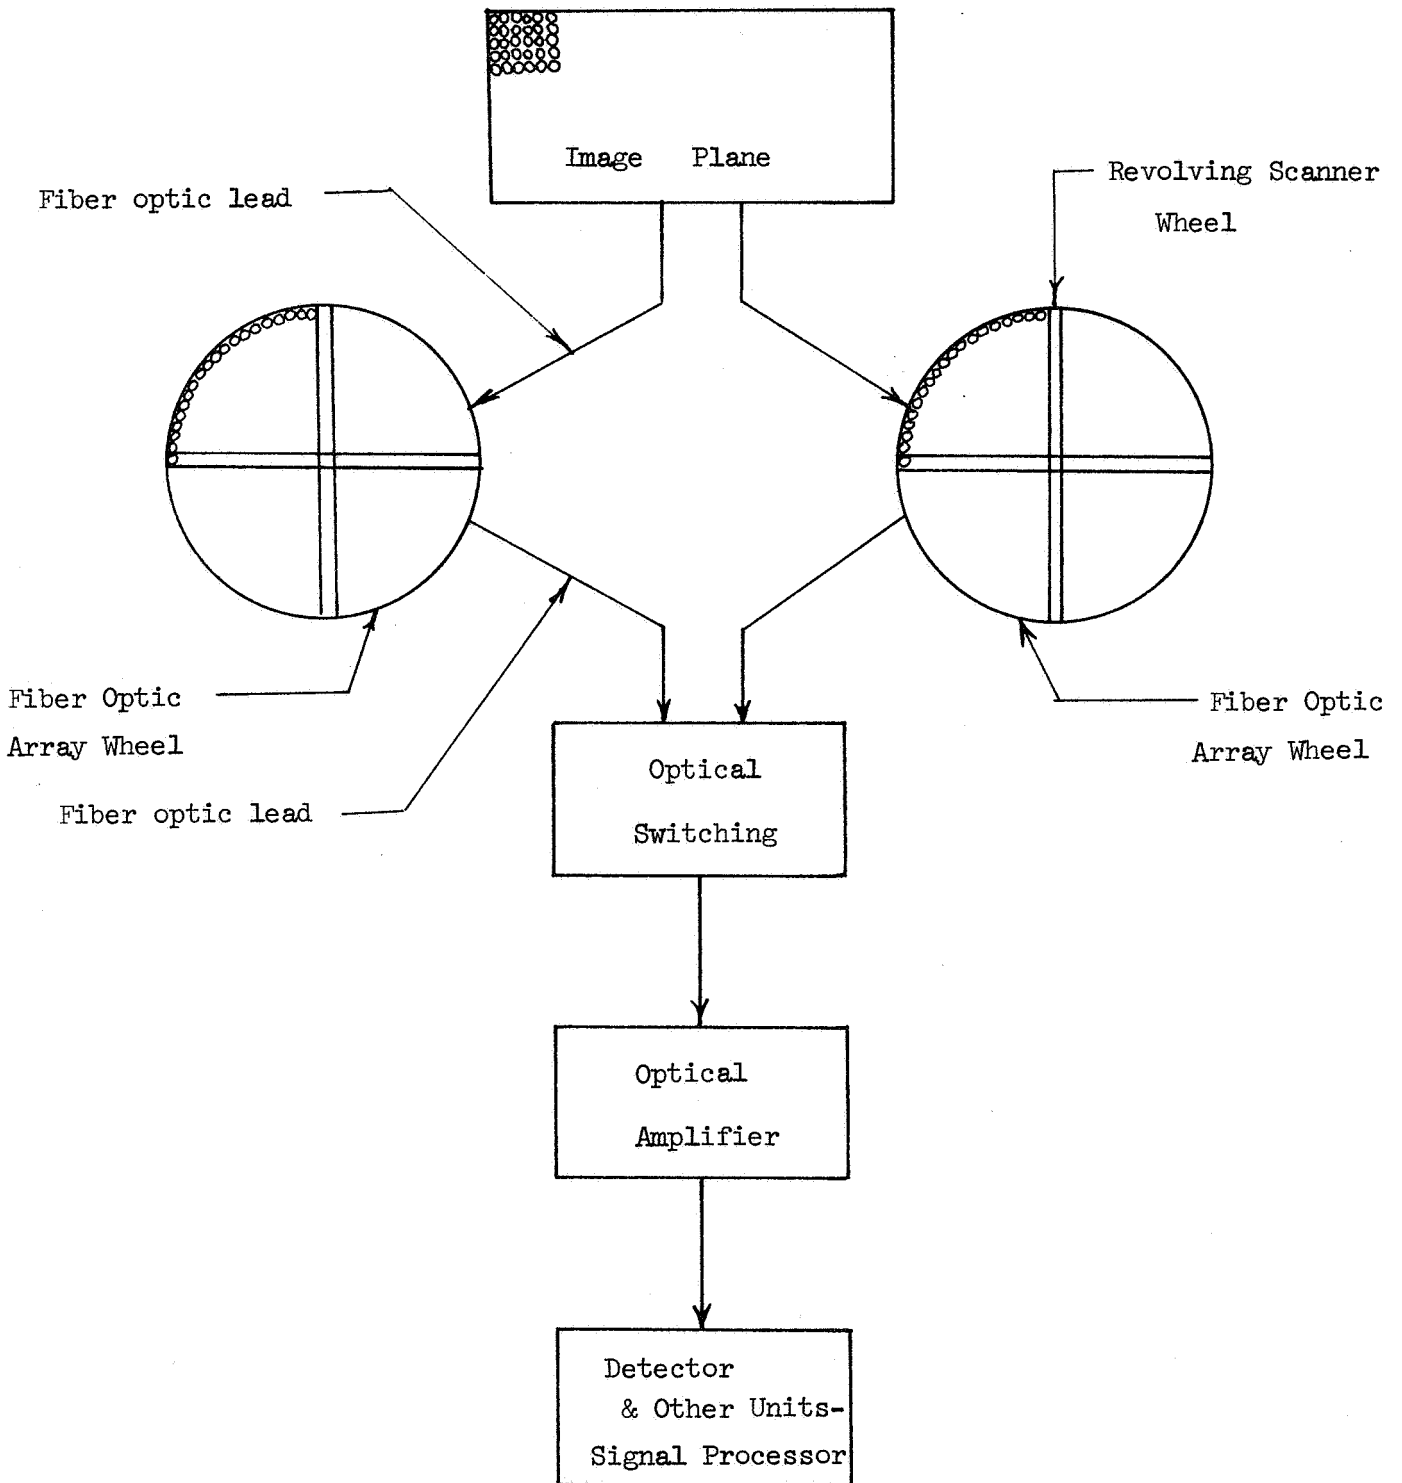 Image Plane
Revolving Scanner
Wheel
Fiber optic lead
Fiber Optic
Array Wheel
Fiber Optic
Array Wheel
Fiber optic lead
Optical
Switching
Optical
Amplifier
Detector
& Other Units-
Signal Processor